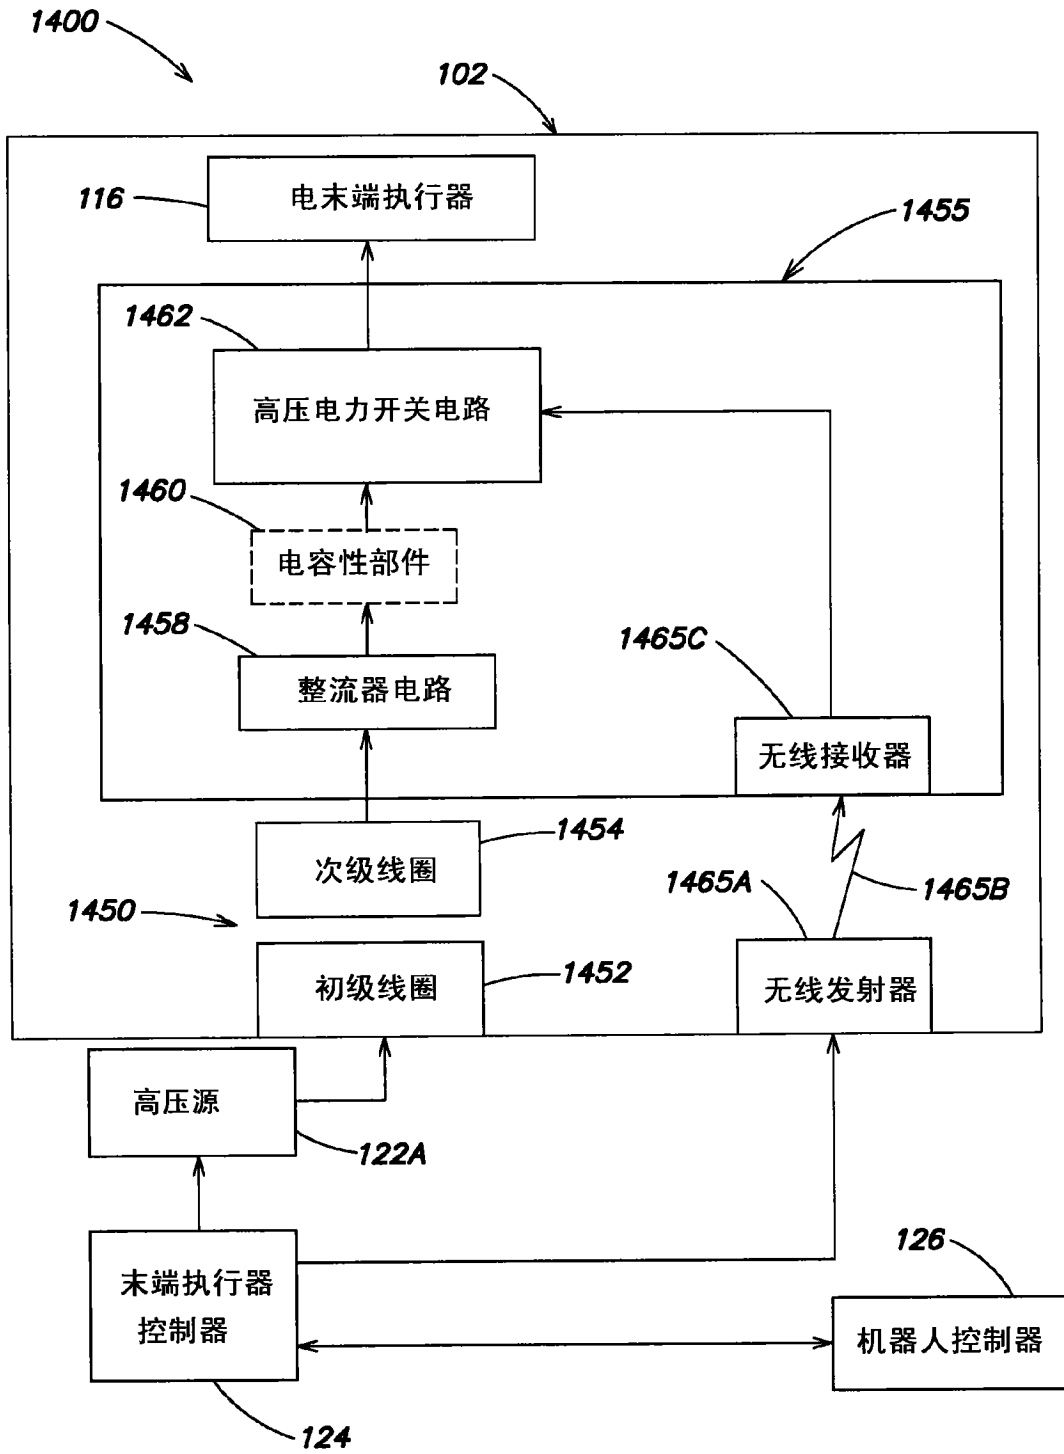 1400
102
116
电末端执行器
1455
1462
高压电力开关电路
1460
电容性部件
1458
整流器电路
1465C
无线接收器
1454
次级线圈
1465A
1465B
1450
初级线圈
1452
无线发射器
高压源
122A
末端执行器
控制器
124
126
机器人控制器